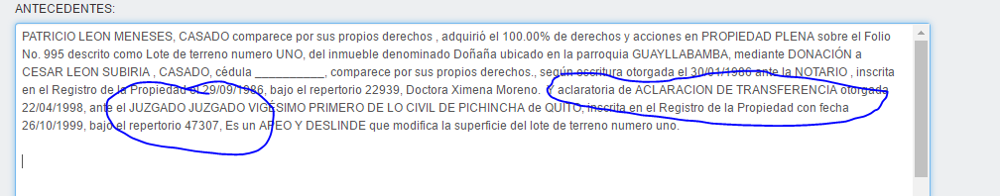 ANTECEDENTES:
PATRICIO LEON MENESES, CASADO comparece por sus propios derechos , adquirió el 100.00% de derechos y acciones en PROPIEDAD PLENA sobre el Folio
No. 995 descrito como Lote de terreno numero UNO, del inmueble denominado Doñaña ubicado en la parroquia GUAYLLABAMBA, mediante DONACIÓN a
CESAR LEON SUBIRIA , CASADO, cédula __________, comparece por sus propios derechos., según escritura otorgada el 30/01/1986 ante la NOTARIO , inscrita
en el Registro de la Propiedad el 29/09/1986, bajo el repertorio 22939, Doctora Ximena Moreno. Y aclaratoria de ACLARACION DE TRANSFERENCIA otorgada
22/04/1998, ante el JUZGADO JUZGADO VIGÉSIMO PRIMERO DE LO CIVIL DE PICHINCHA de QUITO, inscrita en el Registro de la Propiedad con fecha
26/10/1999, bajo el repertorio 47307, Es un APEO Y DESLINDE que modifica la superficie del lote de terreno numero uno.